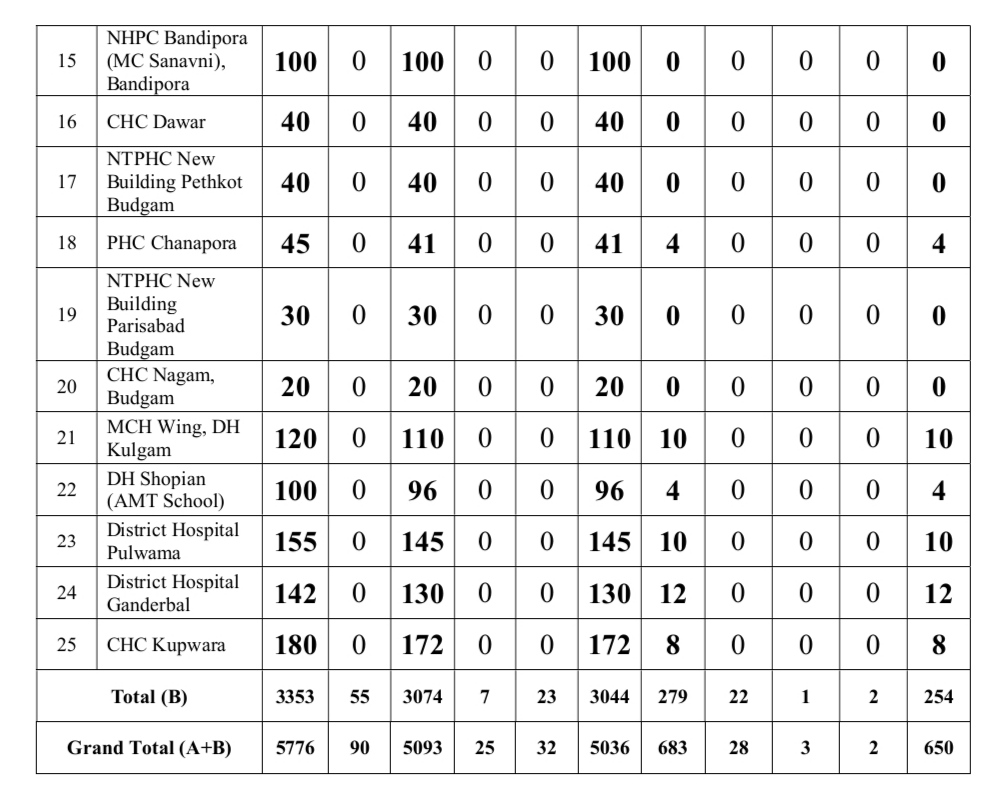 15 NHPC Bandipora (MC Sanavni), Bandipora 100 0 100 0 0 100 0 0 0 0 0
16 CHC Dawar 40 0 40 0 0 40 0 0 0 0 0
17 NTPHC New Building Pethkot Budgam 40 0 40 0 0 40 0 0 0 0 0
18 PHC Chanapora 45 0 41 0 0 41 4 0 0 0 4
19 NTPHC New Building Parisabad Budgam 30 0 30 0 0 30 0 0 0 0 0
20 CHC Nagam, Budgam 20 0 20 0 0 20 0 0 0 0 0
21 MCH Wing, DH Kulgam 120 0 110 0 0 110 10 0 0 0 10
22 DH Shopian (AMT School) 100 0 96 0 0 96 4 0 0 0 4
23 District Hospital Pulwama 155 0 145 0 0 145 10 0 0 0 10
24 District Hospital Ganderbal 142 0 130 0 0 130 12 0 0 0 12
25 CHC Kupwara 180 0 172 0 0 172 8 0 0 0 8
Total (B) 3353 55 3074 7 23 3044 279 22 1 2 254
Grand Total (A+B) 5776 90 5093 25 32 5036 683 28 3 2 650